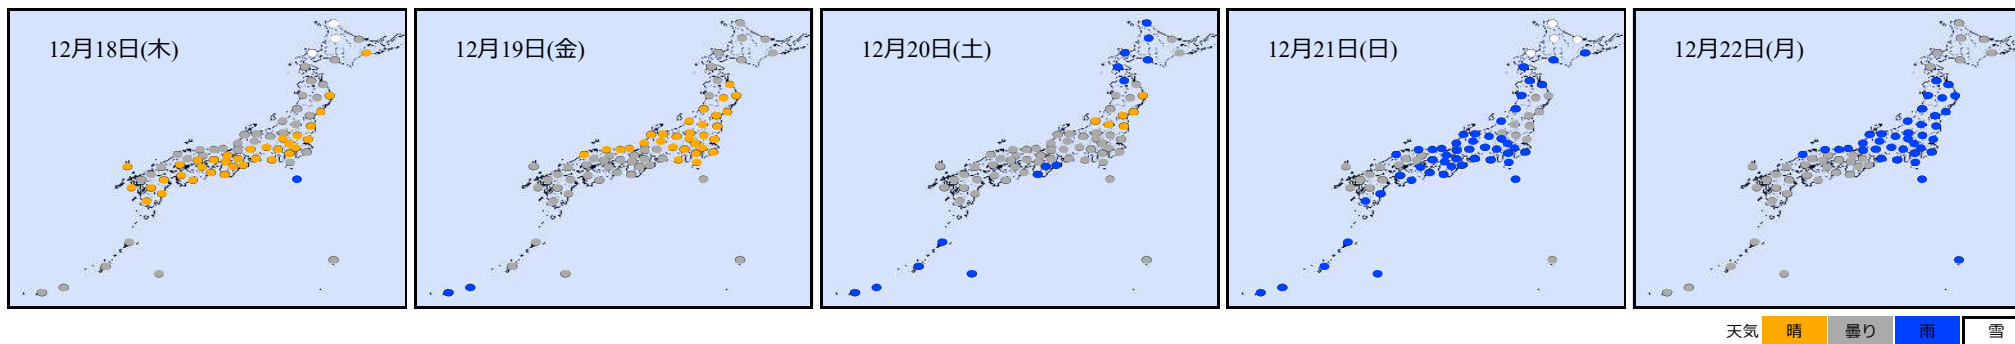 12月18日(木)
12月19日(金)
12月20日(土)
12月21日(日)
12月22日(月)
天気 晴 曇り 雨 雪